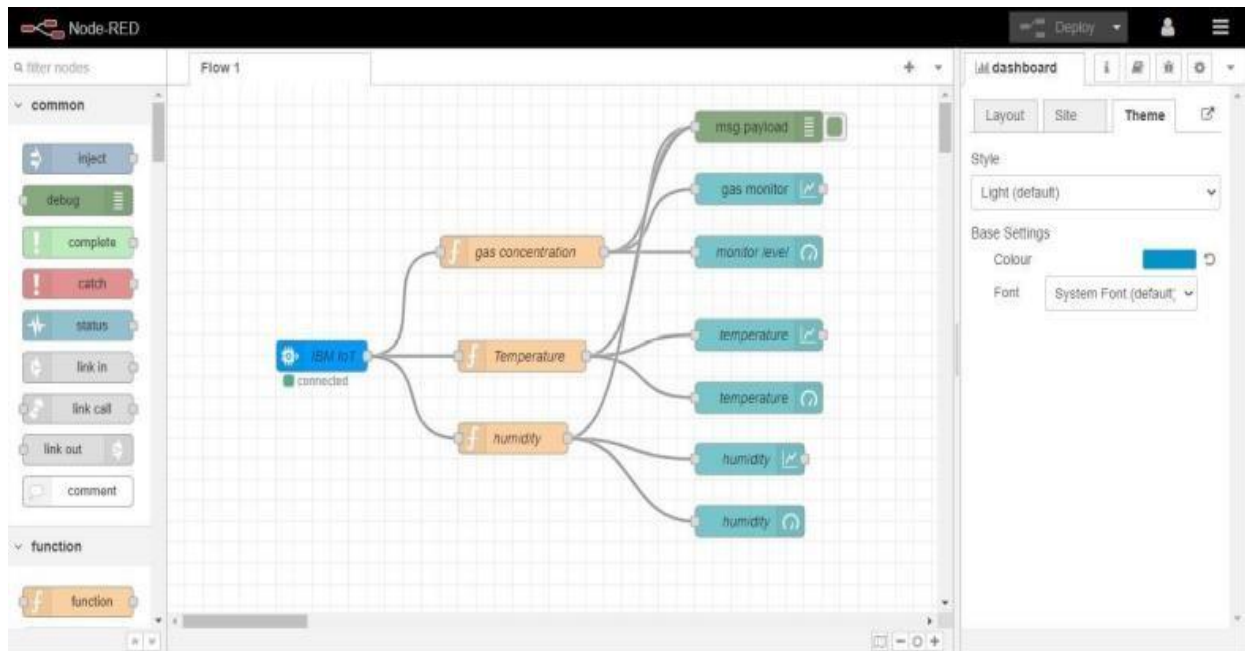 Node-RED
Deploy
filter nodes
Flow 1
dashboard
common
inject
debug
complete
catch
status
link in
link call
link out
comment
function
function
IBM IoT
connected
gas concentration
Temperature
humidity
msg payload
gas monitor
monitor level
temperature
temperature
humidity
humidity
Layout
Site
Theme
Style
Light (default)
Base Settings
Colour
Font
System Font (default)